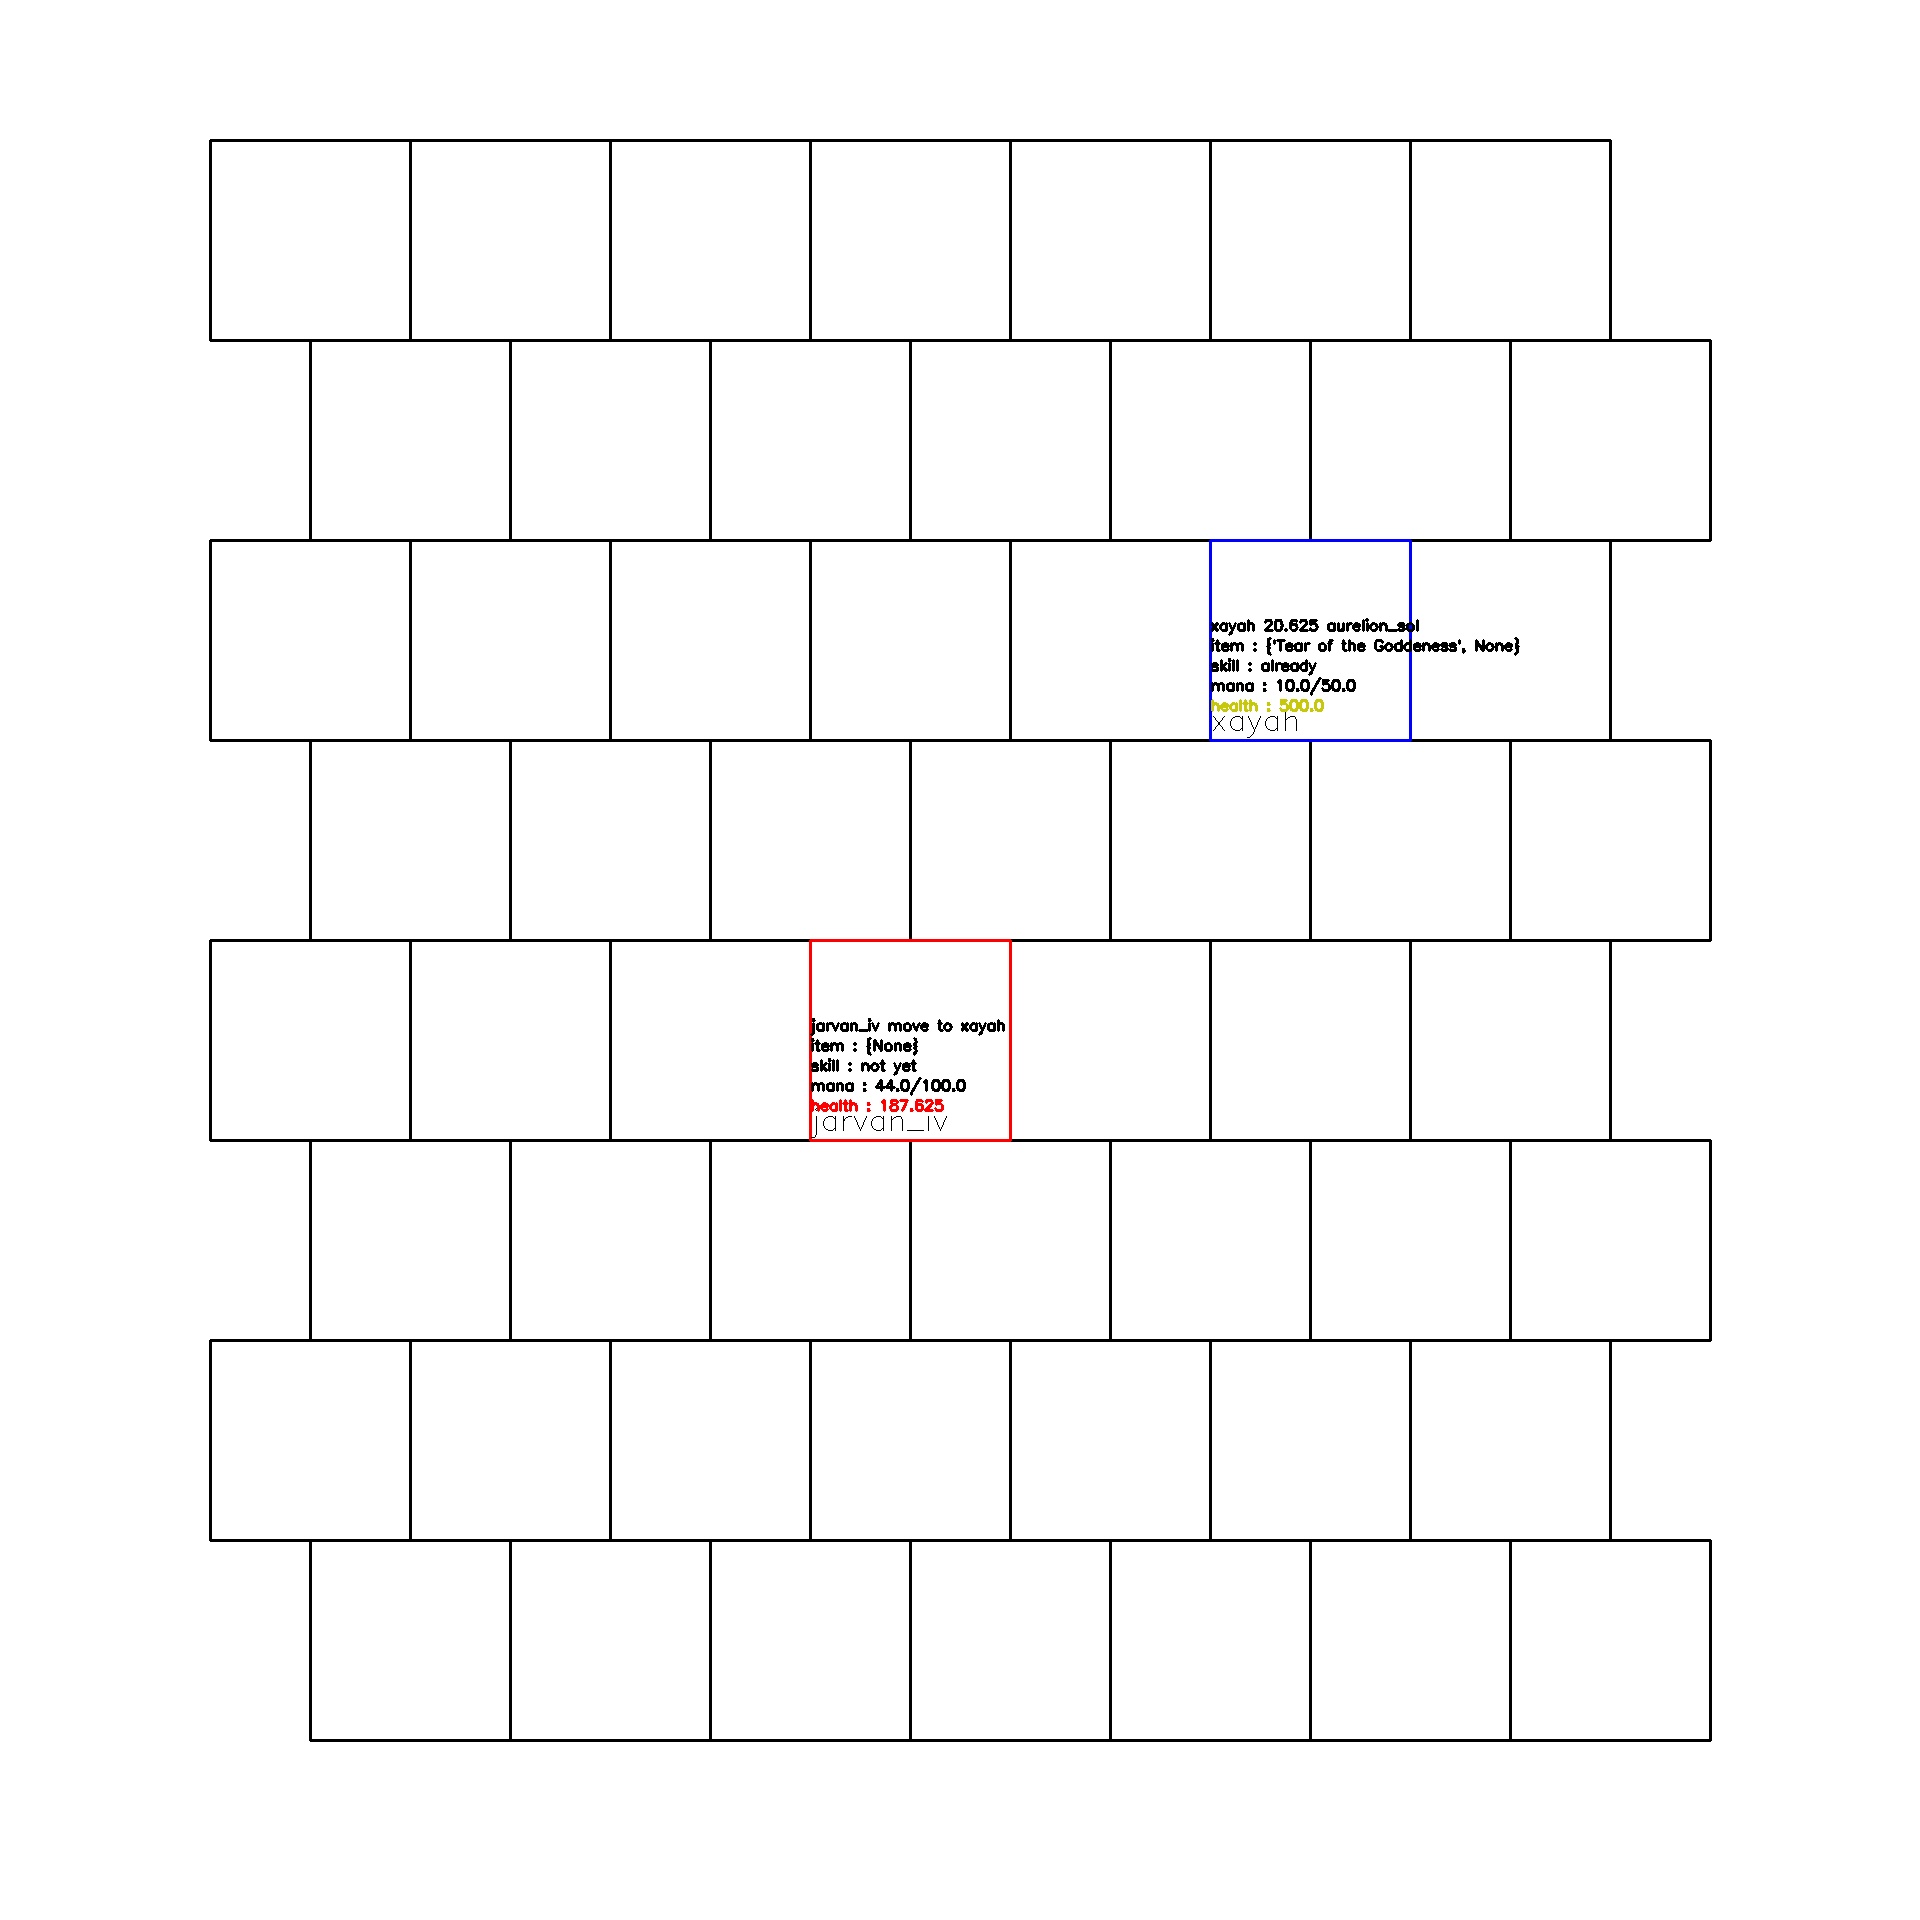 xayah 20.625 aurelion_sol
item : {'Tear of the Goddeness', None}
skill : already
mana : 10.0/50.0
health : 500.0
xayah
jarvan_iv move to xayah
item : {None}
skill : not yet
mana : 44.0/100.0
health : 187.625
jarvan_iv